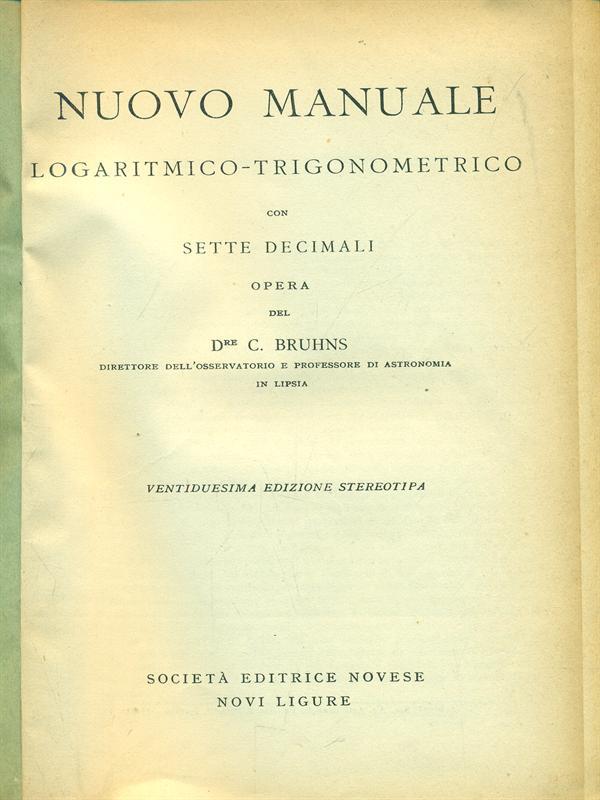 NUOVO MANUALE
LOGARITMICO-TRIGONOMETRICO
CON
SETTE DECIMALI
OPERA
DEL
DRE C. BRUHNS
DIRETTORE DELL'OSSERVATORIO E PROFESSORE DI ASTRONOMIA
IN LIPSIA
VENTIDUESIMA EDIZIONE STEREOTIPA
SOCIETÀ EDITRICE NOVESE
NOVI LIGURE